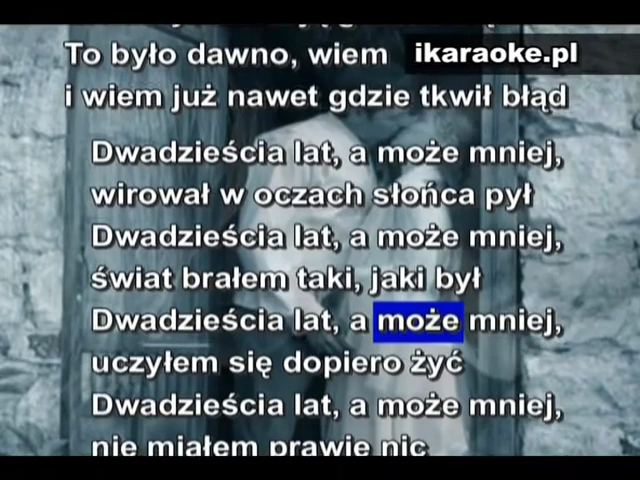 To było dawno, wiem
ikaraoke.pl
i wiem już nawet gdzie tkwił błąd
Dwadzieścia lat, a może mniej,
wirował w oczach słońca pył
Dwadzieścia lat, a może mniej,
świat brałem taki, jaki był
Dwadzieścia lat, a może mniej,
uczyłem się dopiero żyć
Dwadzieścia lat, a może mniej,
nie miałem prawie nic